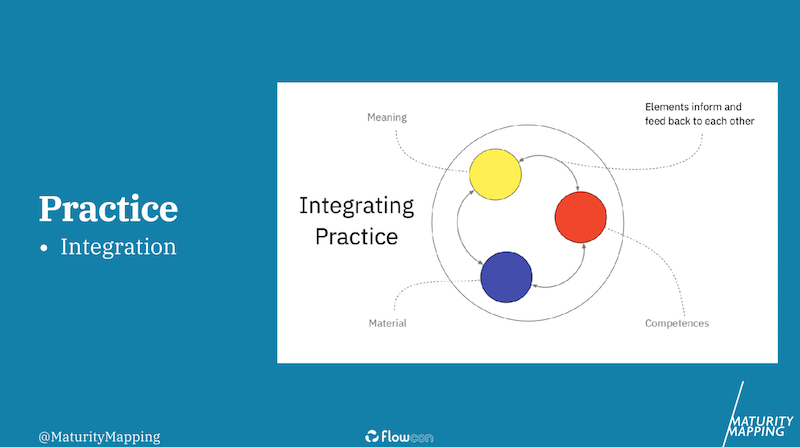 Practice
• Integration
Integrating
Practice
Meaning
Elements inform and
feed back to each other
Material
Competences
@MaturityMapping
flowcon
MATURITY
MAPPING